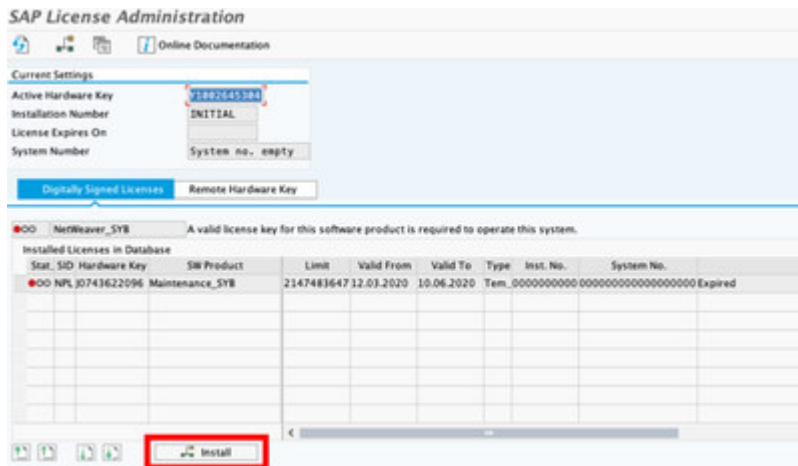 SAP License Administration
Online Documentation
Current Settings
Active Hardware Key Y1002645304
Installation Number INITIAL
License Expires On
System Number System no. empty
Digitally Signed Licenses Remote Hardware Key
NetWeaver_SYB A valid license key for this software product is required to operate this system.
Installed Licenses in Database
Stat. SID Hardware Key SW Product Limit Valid From Valid To Type Inst. No. System No.
NPL J0743622096 Maintenance_SYB 2147483647 12.03.2020 10.06.2020 Tem_ 0000000000 000000000000000000 Expired
Install